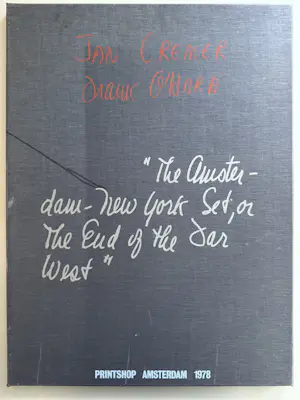 JAN CREMER
Diane O'Hara
"The Amster-
dam-New York Set, or
The End of the Far
West"
PRINTSHOP AMSTERDAM 1978